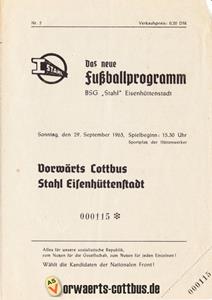 Nr. 2 Verkaufspreis: 0,20 DM
STAHL
Das neue
Fußballprogramm
BSG „Stahl" Eisenhüttenstadt
Sonntag, den 29. September 1963, Spielbeginn: 15.30 Uhr
Sportplatz der Hüttenwerker
Vorwärts Cottbus
Stahl Eisenhüttenstadt
000115 *
Alles für unsere sozialistische Republik,
zum Nutzen für die Gesellschaft, zum Nutzen für jeden Einzelnen!
Wählt die Kandidaten der Nationalen Front!
000115
vorwaerts-cottbus.de